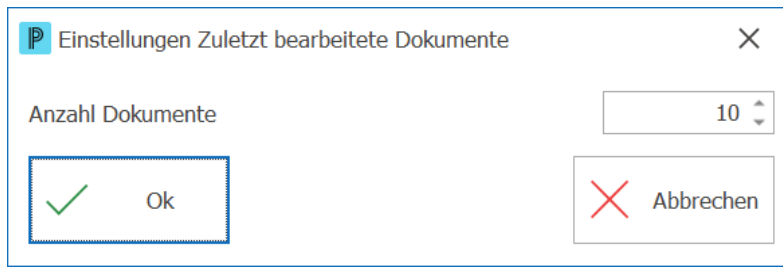 Einstellungen Zuletzt bearbeitete Dokumente
Anzahl Dokumente 10
Ok Abbrechen